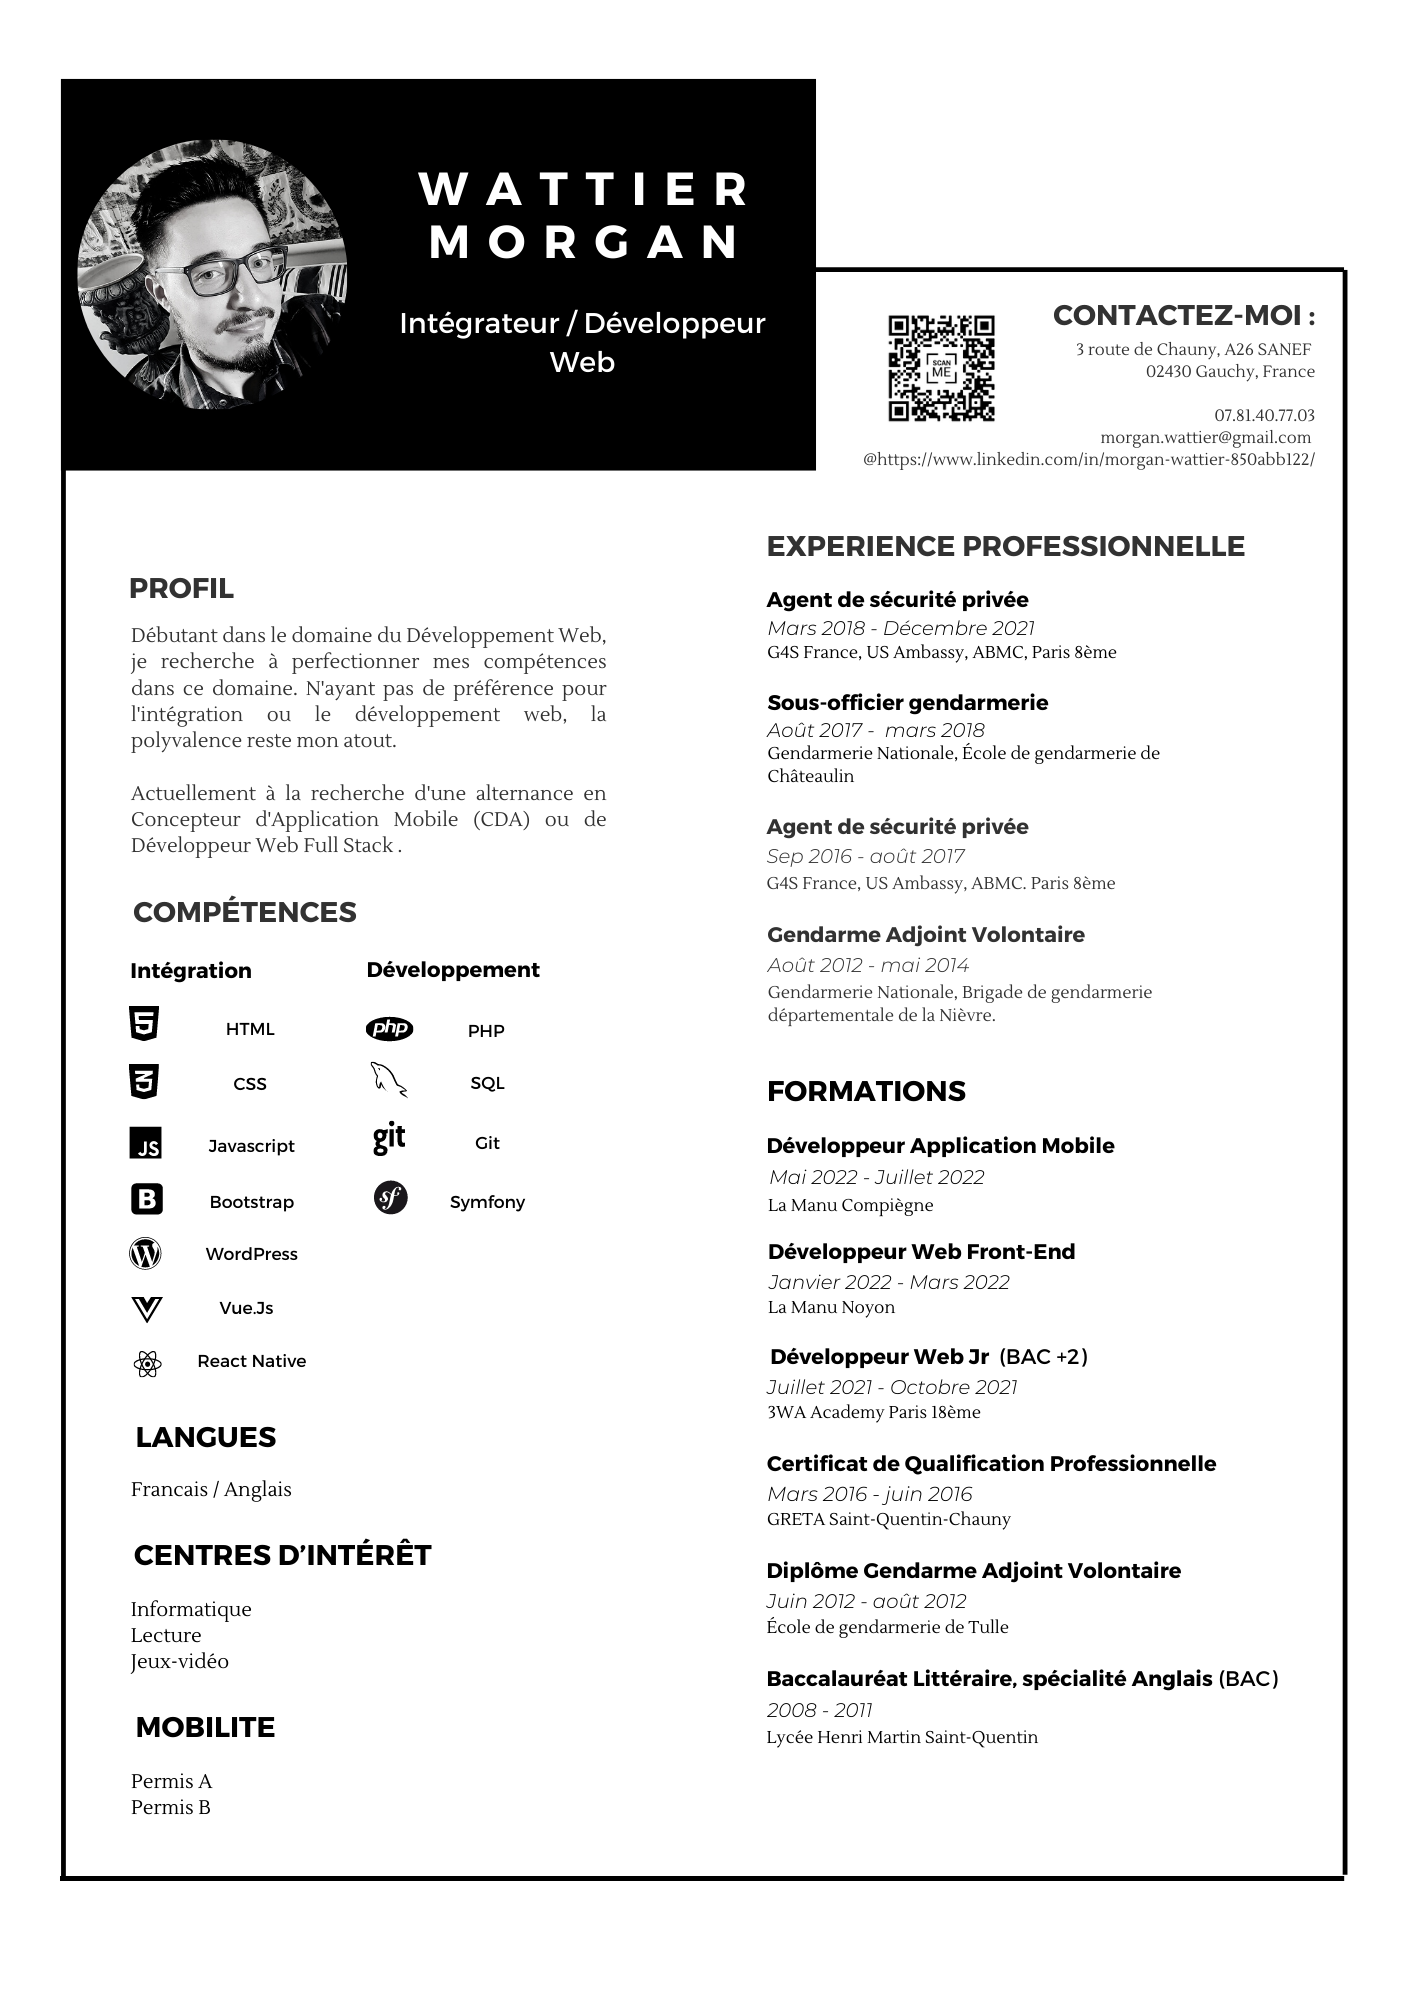 WATTIER
MORGAN
Intégrateur / Développeur
Web
CONTACTEZ-MOI :
3 route de Chauny, A26 SANEF
02430 Gauchy, France
07.81.40.77.03
morgan.wattier@gmail.com
@https://www.linkedin.com/in/morgan-wattier-850abb122/
SCAN
ME
PROFIL
Débutant dans le domaine du Développement Web,
je recherche à perfectionner mes compétences
dans ce domaine. N'ayant pas de préférence pour
l'intégration ou le développement web, la
polyvalence reste mon atout.
Actuellement à la recherche d'une alternance en
Concepteur d'Application Mobile (CDA) ou de
Développeur Web Full Stack .
COMPÉTENCES
Intégration
5 HTML
3 CSS
JS Javascript
B Bootstrap
W WordPress
Vue.Js
React Native
Développement
php PHP
SQL
git Git
sf Symfony
LANGUES
Francais / Anglais
CENTRES D’INTÉRÊT
Informatique
Lecture
Jeux-vidéo
MOBILITE
Permis A
Permis B
EXPERIENCE PROFESSIONNELLE
Agent de sécurité privée
Mars 2018 - Décembre 2021
G4S France, US Ambassy, ABMC, Paris 8ème
Sous-officier gendarmerie
Août 2017 - mars 2018
Gendarmerie Nationale, École de gendarmerie de
Châteaulin
Agent de sécurité privée
Sep 2016 - août 2017
G4S France, US Ambassy, ABMC. Paris 8ème
Gendarme Adjoint Volontaire
Août 2012 - mai 2014
Gendarmerie Nationale, Brigade de gendarmerie
départementale de la Nièvre.
FORMATIONS
Développeur Application Mobile
Mai 2022 - Juillet 2022
La Manu Compiègne
Développeur Web Front-End
Janvier 2022 - Mars 2022
La Manu Noyon
Développeur Web Jr (BAC +2)
Juillet 2021 - Octobre 2021
3WA Academy Paris 18ème
Certificat de Qualification Professionnelle
Mars 2016 - juin 2016
GRETA Saint-Quentin-Chauny
Diplôme Gendarme Adjoint Volontaire
Juin 2012 - août 2012
École de gendarmerie de Tulle
Baccalauréat Littéraire, spécialité Anglais (BAC)
2008 - 2011
Lycée Henri Martin Saint-Quentin